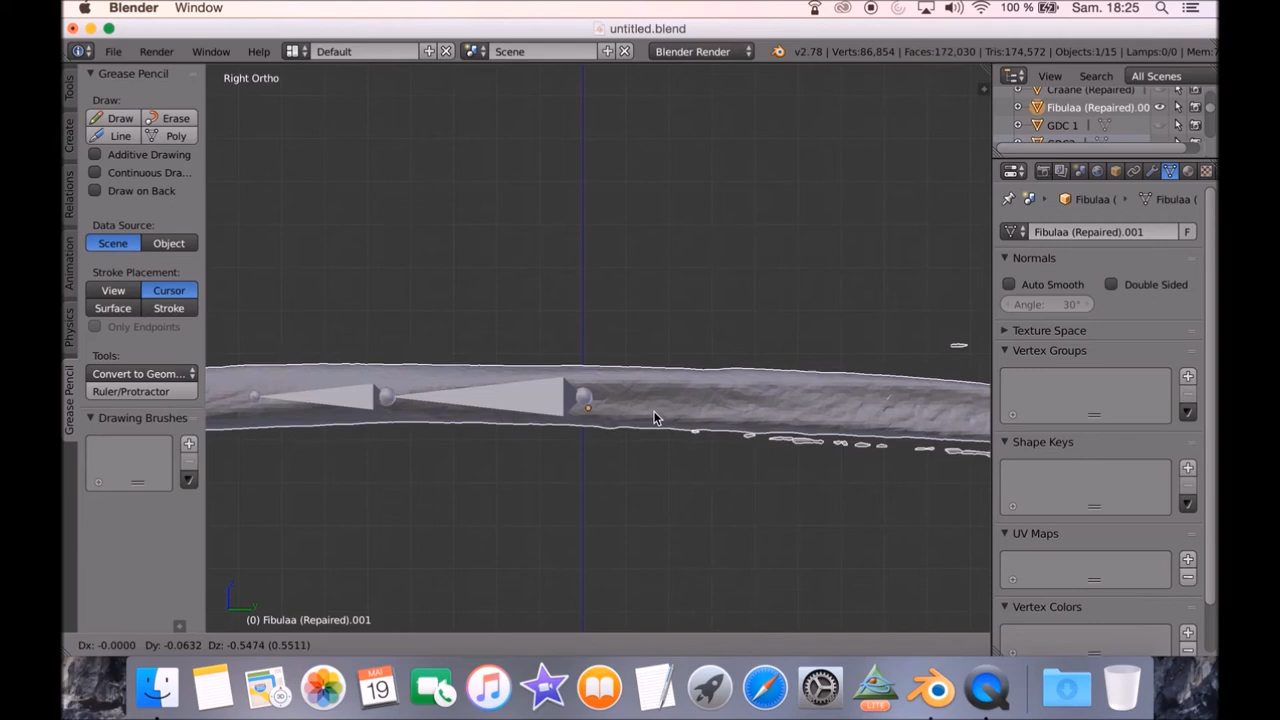 Blender Window 100 % Sam. 18:25
untitled.blend
File Render Window Help Default Scene Blender Render v2.78 | Verts:86,854 | Faces:172,030 | Tris:174,572 | Objects:1/15 | Lamps:0/0 | Mem:
Grease Pencil
Draw:
Draw Erase
Line Poly
Additive Drawing
Continuous Dra...
Draw on Back
Data Source:
Scene Object
Stroke Placement:
View Cursor
Surface Stroke
Only Endpoints
Tools:
Convert to Geom...
Ruler/Protractor
Drawing Brushes
Tools
Create
Relations
Animation
Physics
Grease Pencil
Right Ortho
(0) Fibulaa (Repaired).001
Dx: -0.0000 Dy: -0.0632 Dz: -0.5474 (0.5511)
View Search All Scenes
Craane (Repaired)
Fibulaa (Repaired).00
GDC 1
Fibulaa ( Fibulaa (
Fibulaa (Repaired).001 F
Normals
Auto Smooth Double Sided
Angle: 30°
Texture Space
Vertex Groups
Shape Keys
UV Maps
Vertex Colors
MAI
19
LITE